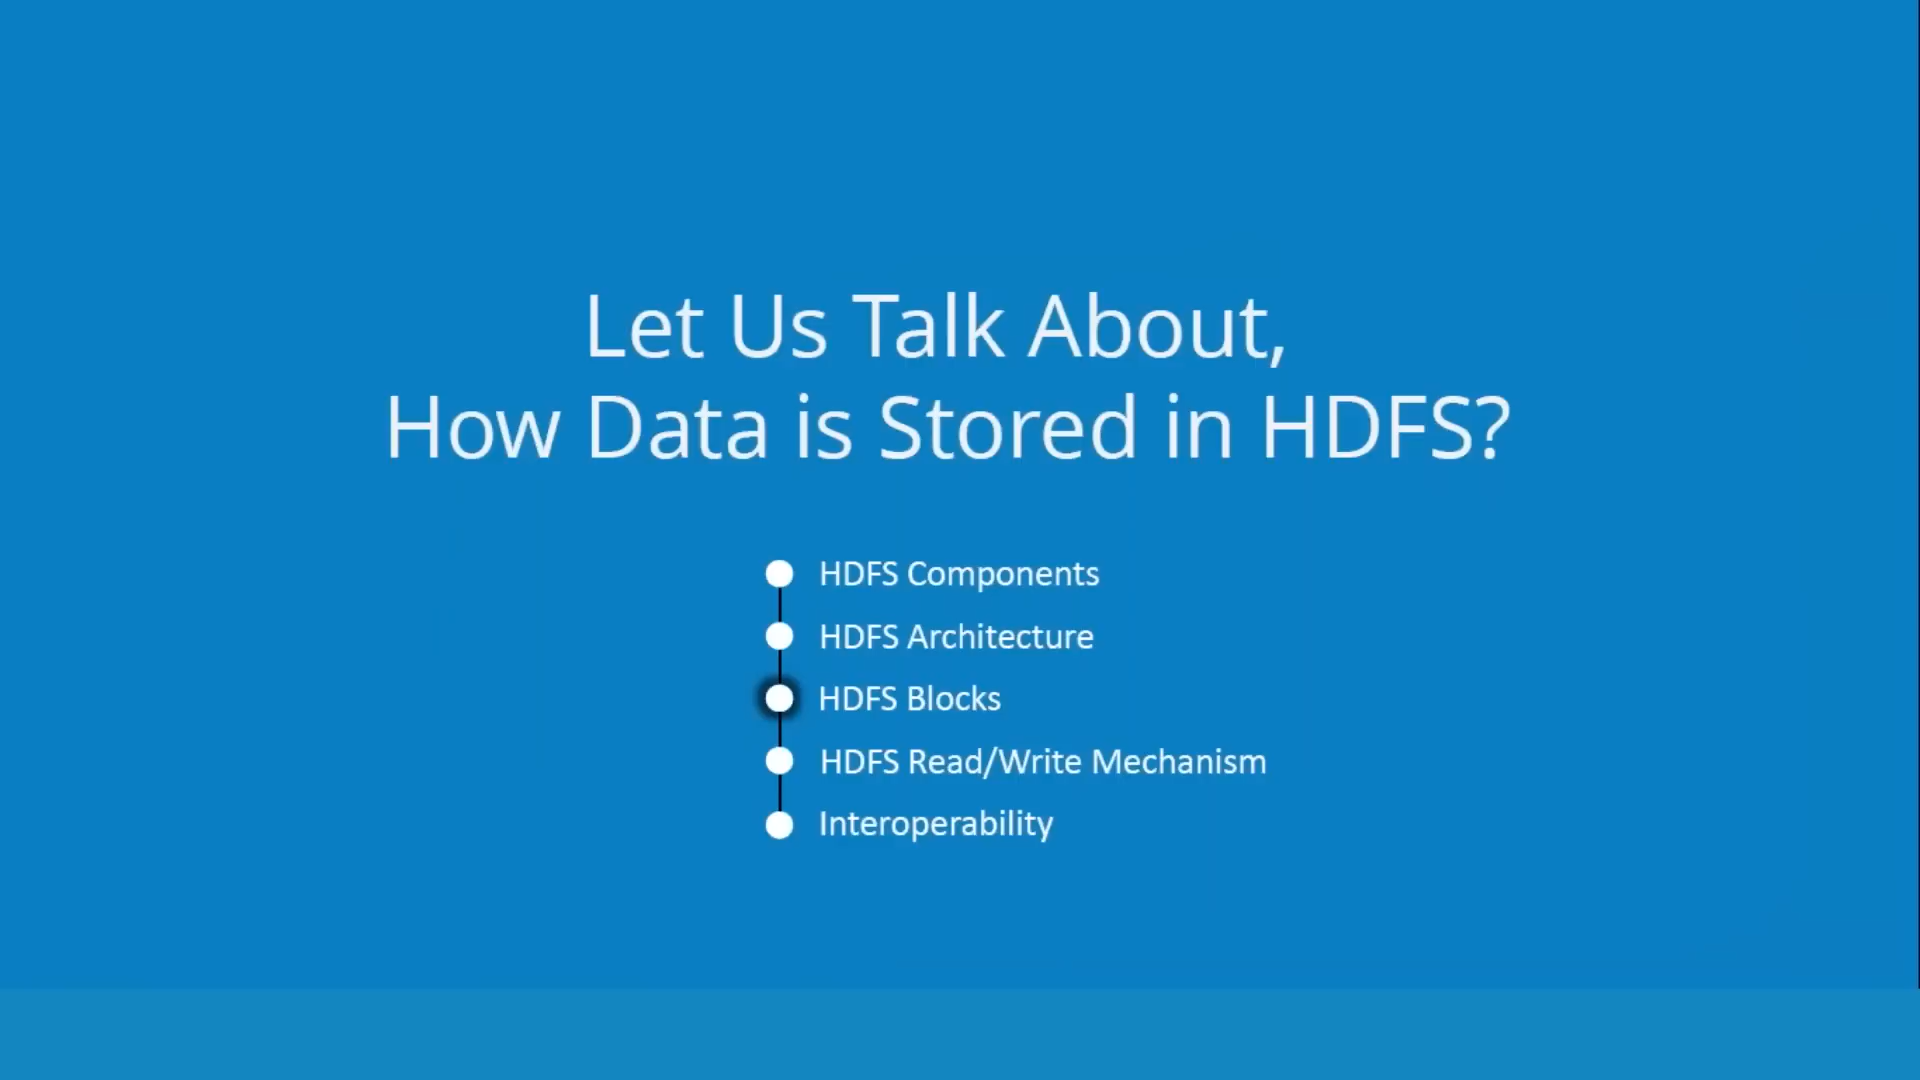 Let Us Talk About,
How Data is Stored in HDFS?
HDFS Components
HDFS Architecture
HDFS Blocks
HDFS Read/Write Mechanism
Interoperability